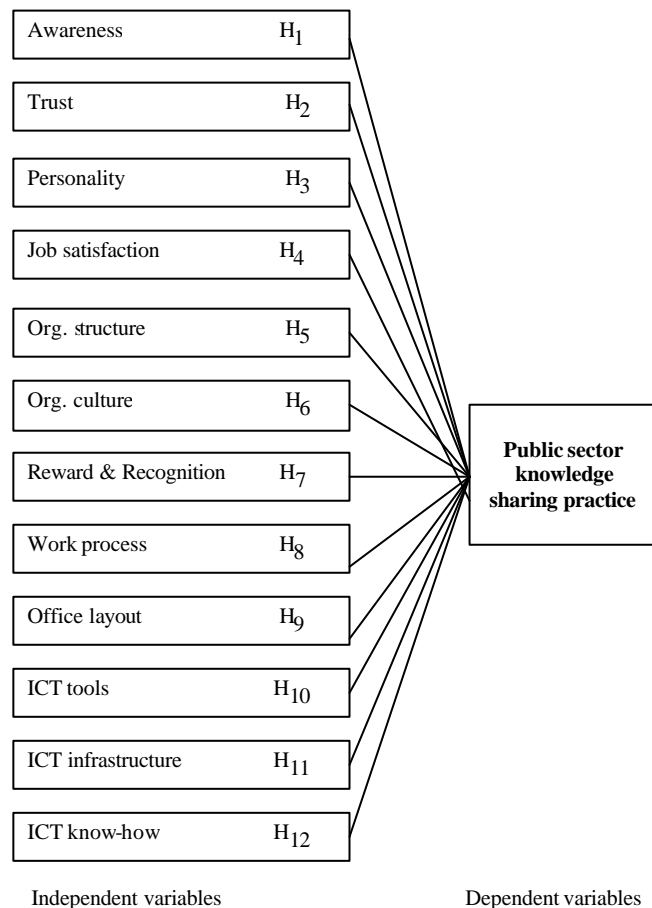 Awareness H1
Trust H2
Personality H3
Job satisfaction H4
Org. structure H5
Org. culture H6
Reward & Recognition H7
Work process H8
Office layout H9
ICT tools H10
ICT infrastructure H11
ICT know-how H12
Public sector
knowledge
sharing practice
Independent variables
Dependent variables